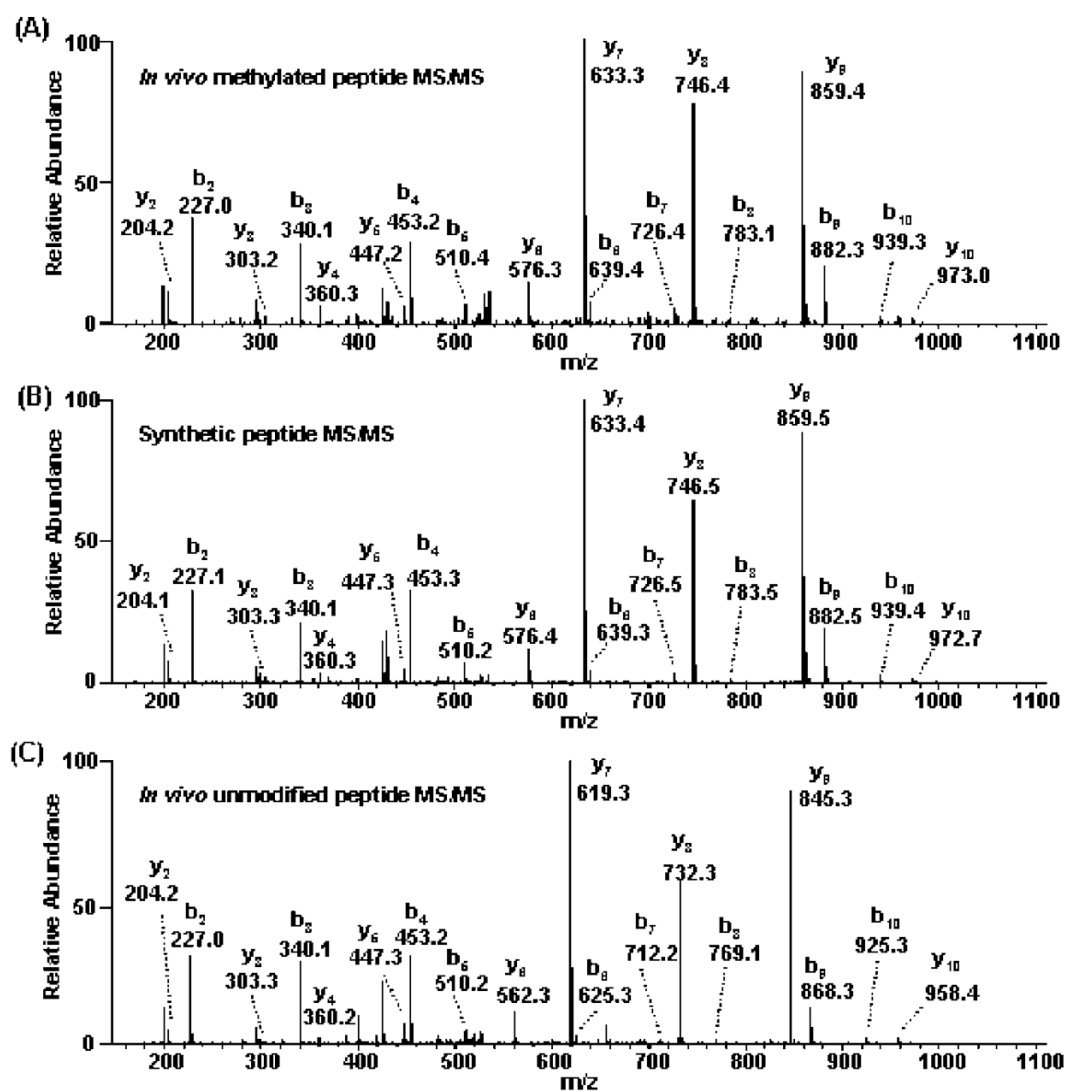 (A)
100
50
0
Relative Abundance
In vivo methylated peptide MS/MS
y₂
204.2
b₂
227.0
y₃
303.2
b₃
340.1
y₄
360.3
y₅
447.2
b₄
453.2
b₅
510.4
y₆
576.3
y₇
633.3
b₆
639.4
b₇
726.4
y₈
746.4
b₈
783.1
y₉
859.4
b₉
882.3
b₁₀
939.3
y₁₀
973.0
200 300 400 500 600 700 800 900 1000 1100
m/z
(B)
100
50
0
Relative Abundance
Synthetic peptide MS/MS
y₂
204.1
b₂
227.1
y₃
303.3
b₃
340.1
y₄
360.3
y₅
447.3
b₄
453.3
b₅
510.2
y₆
576.4
y₇
633.4
b₆
639.3
b₇
726.5
y₈
746.5
b₈
783.5
y₉
859.5
b₉
882.5
b₁₀
939.4
y₁₀
972.7
200 300 400 500 600 700 800 900 1000 1100
m/z
(C)
100
50
0
Relative Abundance
In vivo unmodified peptide MS/MS
y₂
204.2
b₂
227.0
y₃
303.3
b₃
340.1
y₄
360.2
y₅
447.3
b₄
453.2
b₅
510.2
y₆
562.3
y₇
619.3
b₆
625.3
b₇
712.2
y₈
732.3
b₈
769.1
y₉
845.3
b₉
868.3
b₁₀
925.3
y₁₀
958.4
200 300 400 500 600 700 800 900 1000 1100
m/z